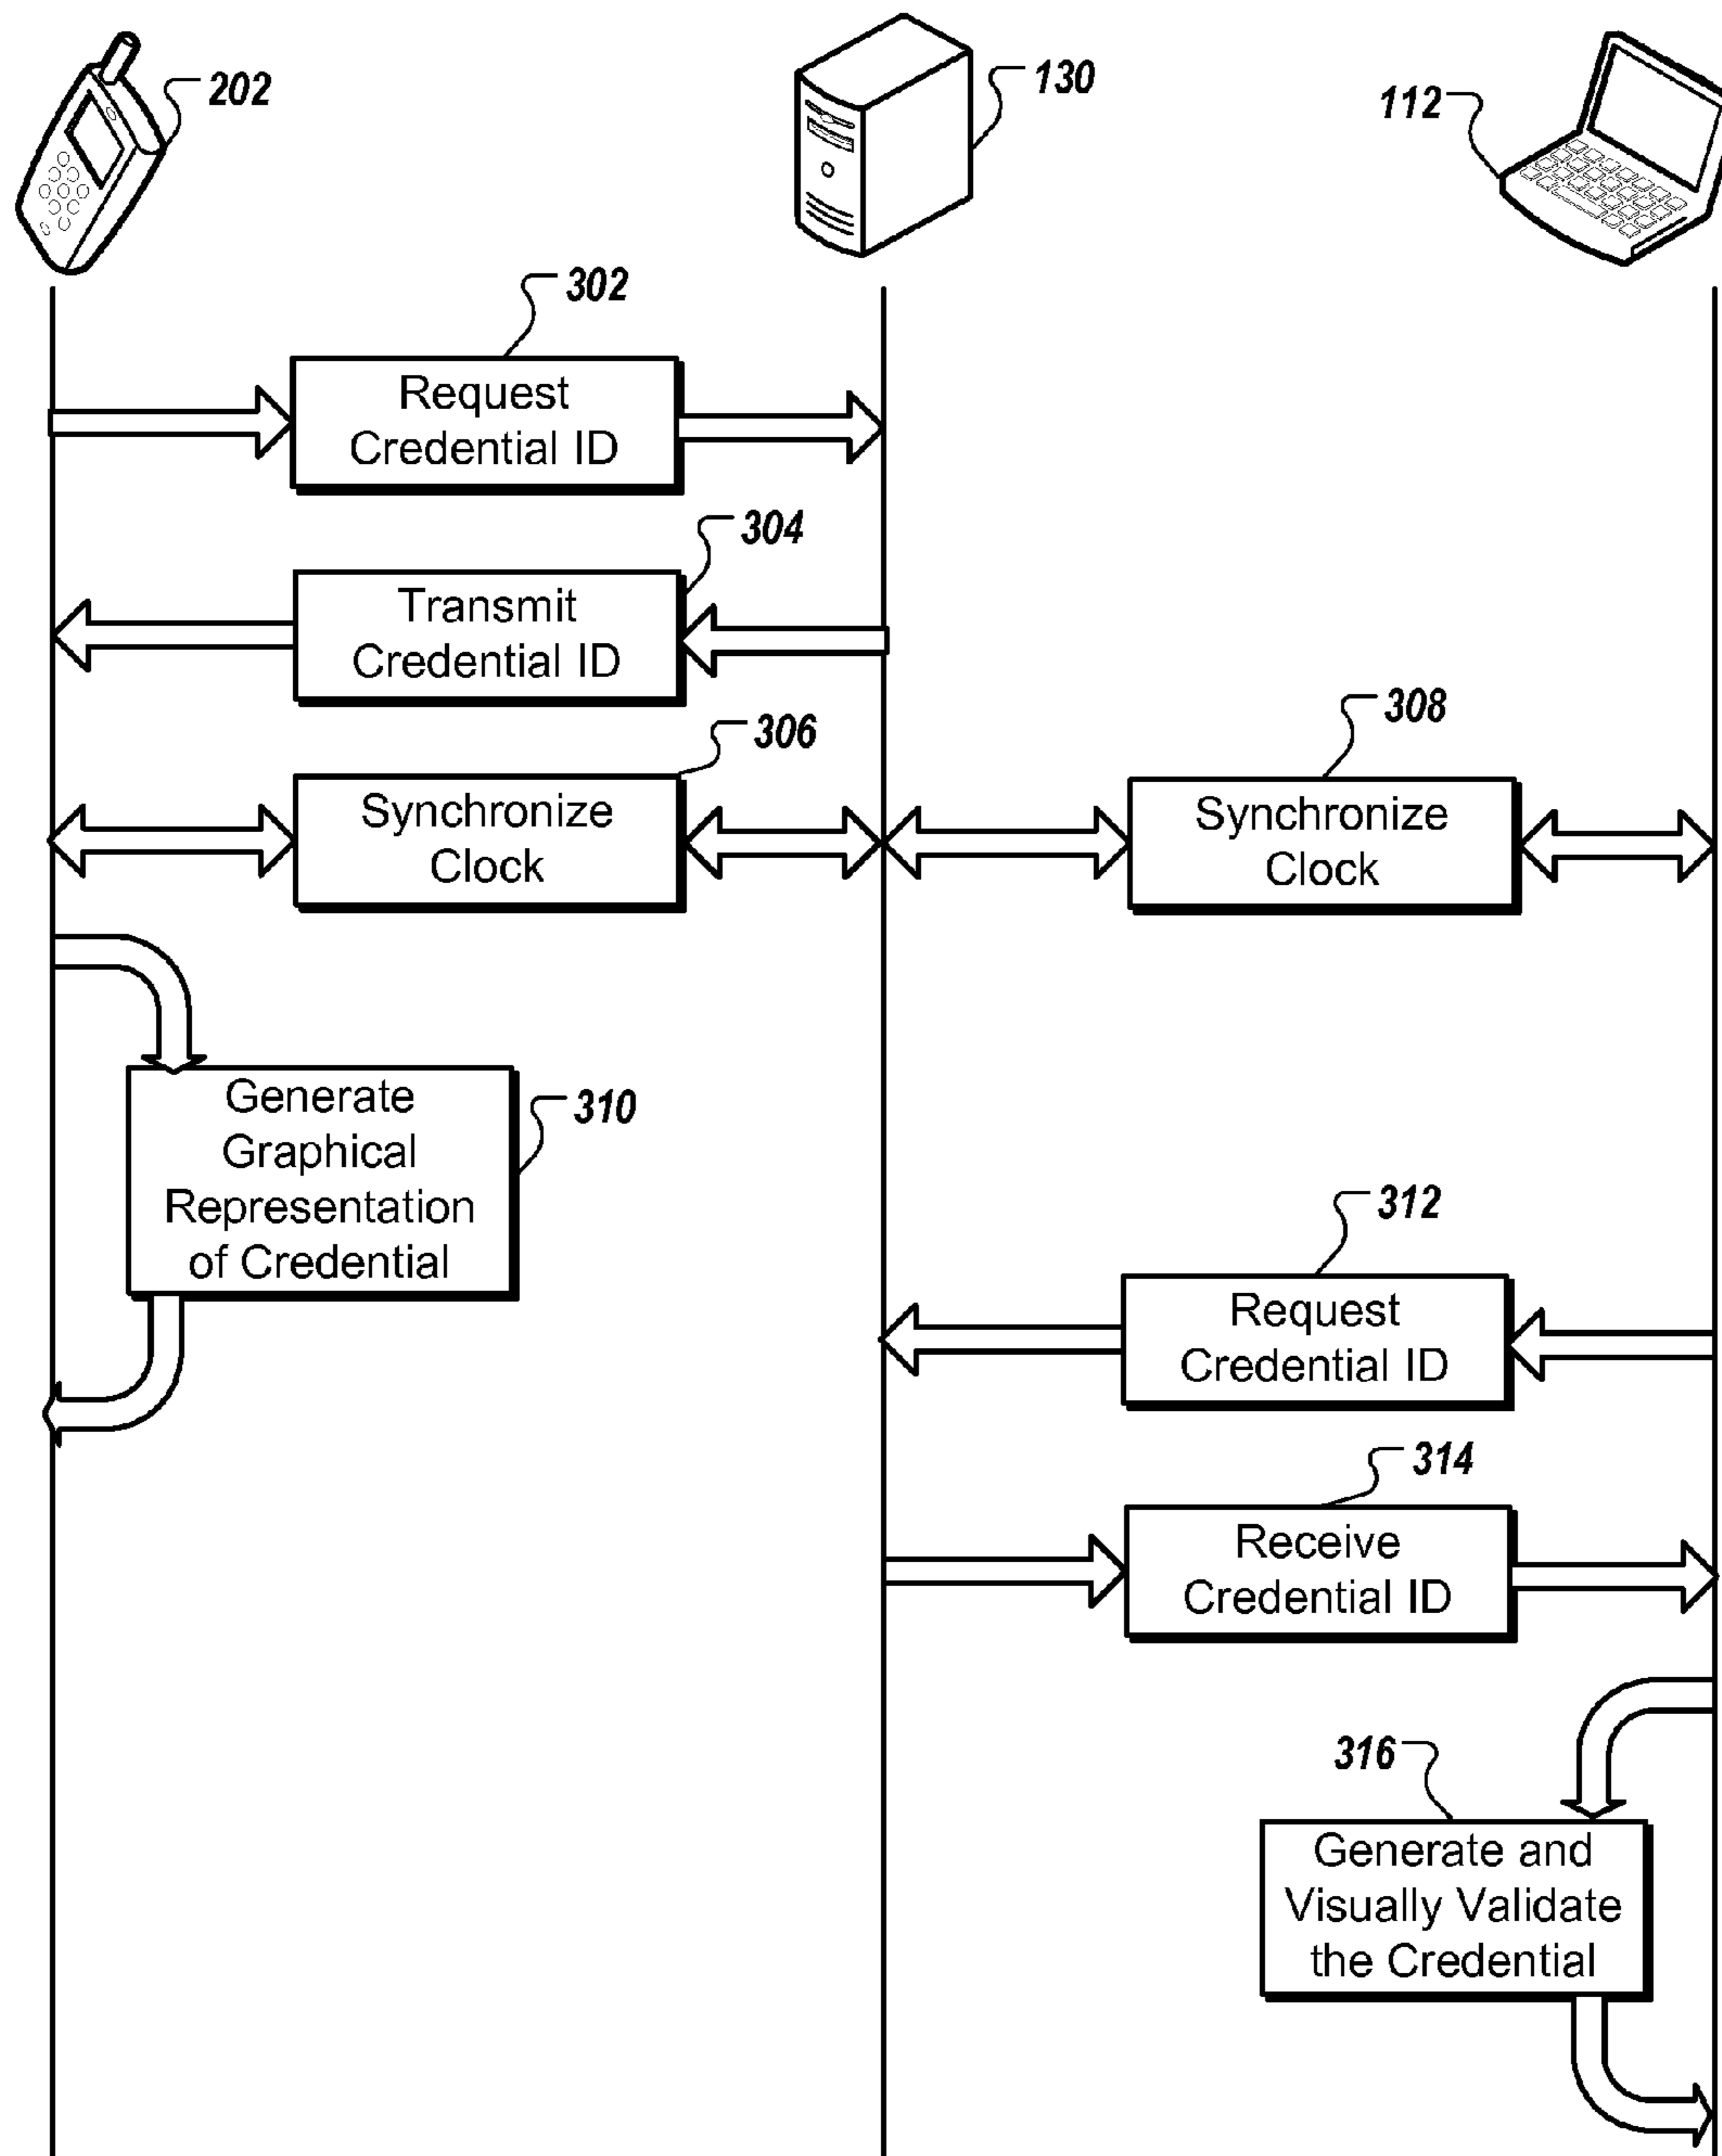 202
130
112
302
Request
Credential ID
304
Transmit
Credential ID
306
308
Synchronize
Clock
Synchronize
Clock
Generate
Graphical
Representation
of Credential
310
312
Request
Credential ID
314
Receive
Credential ID
316
Generate and
Visually Validate
the Credential